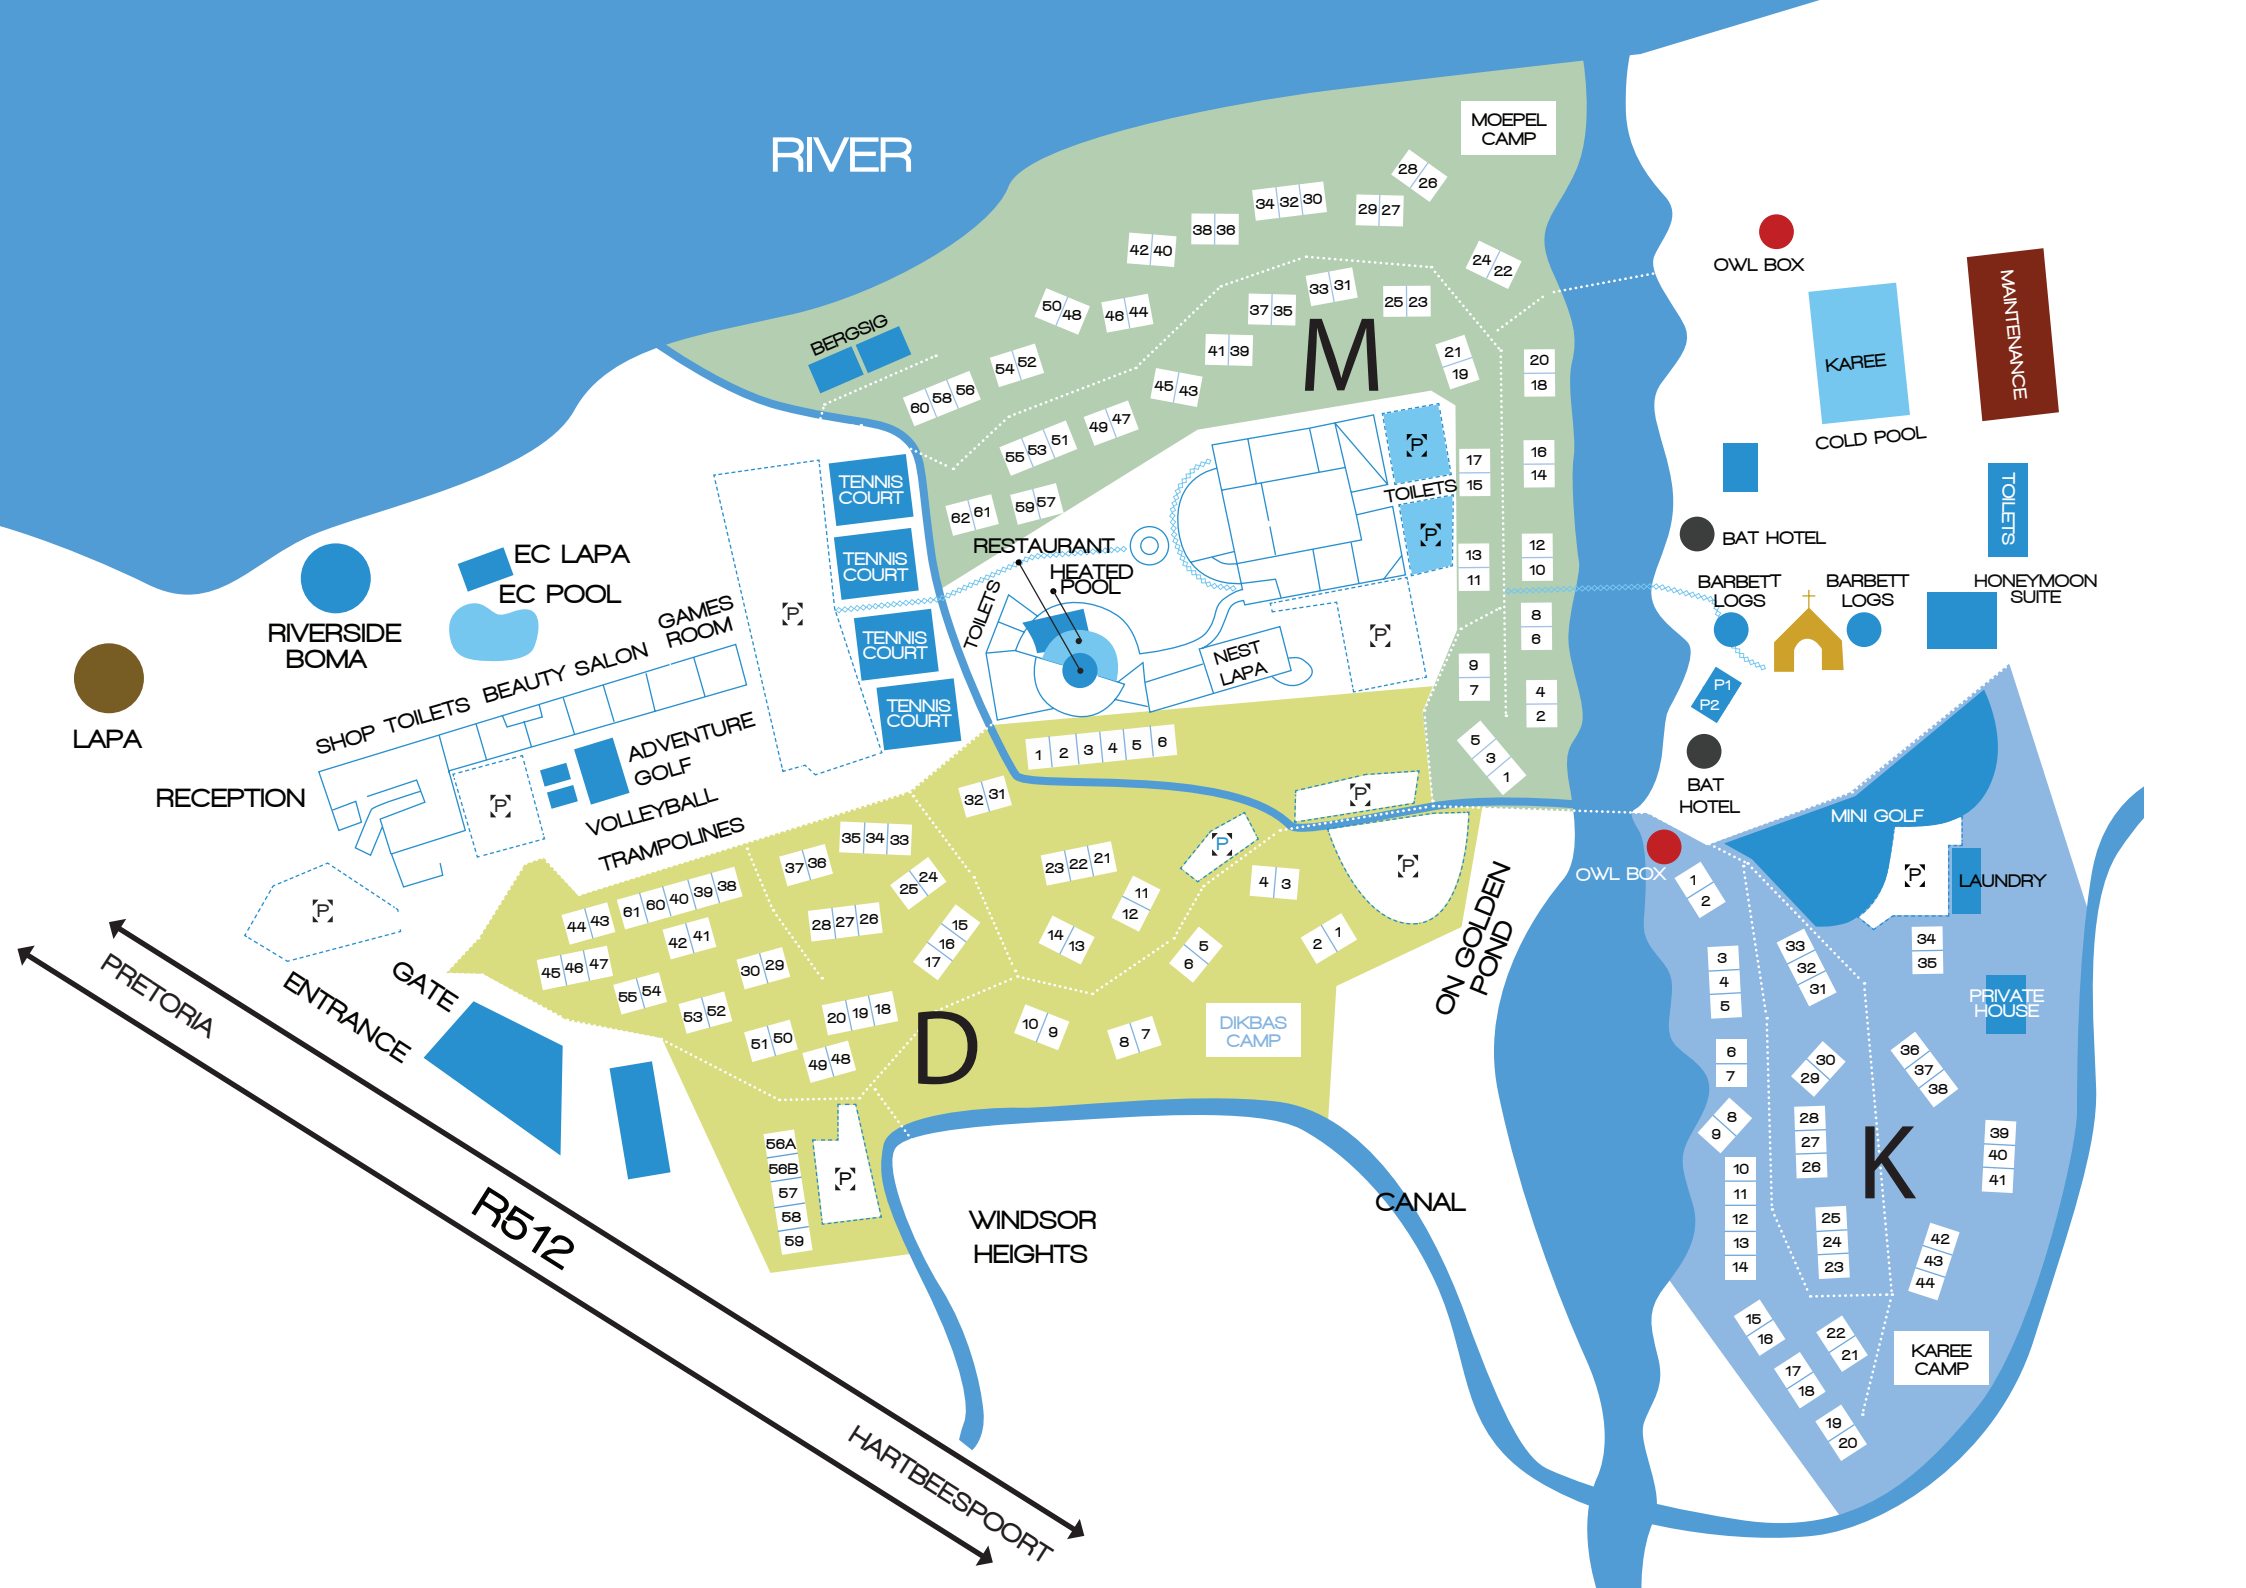 RIVER
MOEPEL
CAMP
28
26
34 32 30
29 27
38 36
42 40
24
22
50
48
46 44
33 31
37 35
25 23
BERGSIG
M
41 39
21
19
20
18
54 52
60 58 56
45 43
49 47
55 53 51
62 61
59 57
17
15
16
14
13
11
12
10
8
6
9
7
4
2
5
3
1
OWL BOX
MAINTENANCE
KAREE
COLD POOL
TOILETS
BAT HOTEL
BARBETT
LOGS
BARBETT
LOGS
HONEYMOON
SUITE
P1
P2
BAT
HOTEL
TENNIS
COURT
TENNIS
COURT
TENNIS
COURT
TENNIS
COURT
P
P
P
P
TOILETS
RESTAURANT
HEATED
POOL
TOILETS
NEST
LAPA
EC LAPA
EC POOL
RIVERSIDE
BOMA
LAPA
GAMES
ROOM
SHOP TOILETS BEAUTY SALON
RECEPTION
P
P
ADVENTURE
GOLF
VOLLEYBALL
TRAMPOLINES
GATE
ENTRANCE
PRETORIA
R512
HARTBEESPOORT
1 2 3 4 5 6
32 31
35 34 33
37 36
25 24
61 60 40 39 38
44 43
42 41
45 46 47
55 54
53 52
30 29
28 27 26
15
16
17
20 19 18
51 50
49 48
23 22 21
11
12
14
13
4 3
2 1
5
6
10
9
8 7
P
P
P
D
DIKBAS
CAMP
ON GOLDEN
POND
56A
56B
57
58
59
P
WINDSOR
HEIGHTS
CANAL
MINI GOLF
P
LAUNDRY
OWL BOX
1
2
3
4
5
6
7
8
9
10
11
12
13
14
15
16
17
18
19
20
22
21
33
32
31
30
29
28
27
26
25
24
23
34
35
PRIVATE
HOUSE
36
37
38
K
39
40
41
42
43
44
KAREE
CAMP